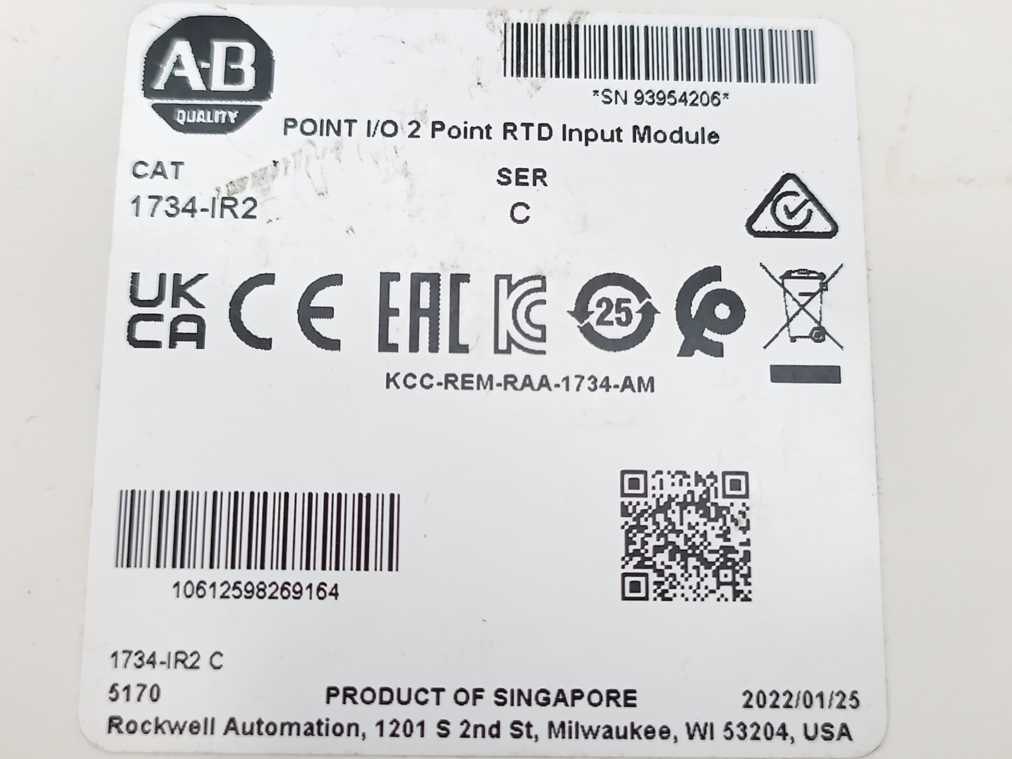 A-B
QUALITY
*SN 93954206*
POINT I/O 2 Point RTD Input Module
CAT
1734-IR2
SER
C
UK
CA
CE
EAC
KC
25
KCC-REM-RAA-1734-AM
10612598269164
1734-IR2 C
5170
PRODUCT OF SINGAPORE
2022/01/25
Rockwell Automation, 1201 S 2nd St, Milwaukee, WI 53204, USA